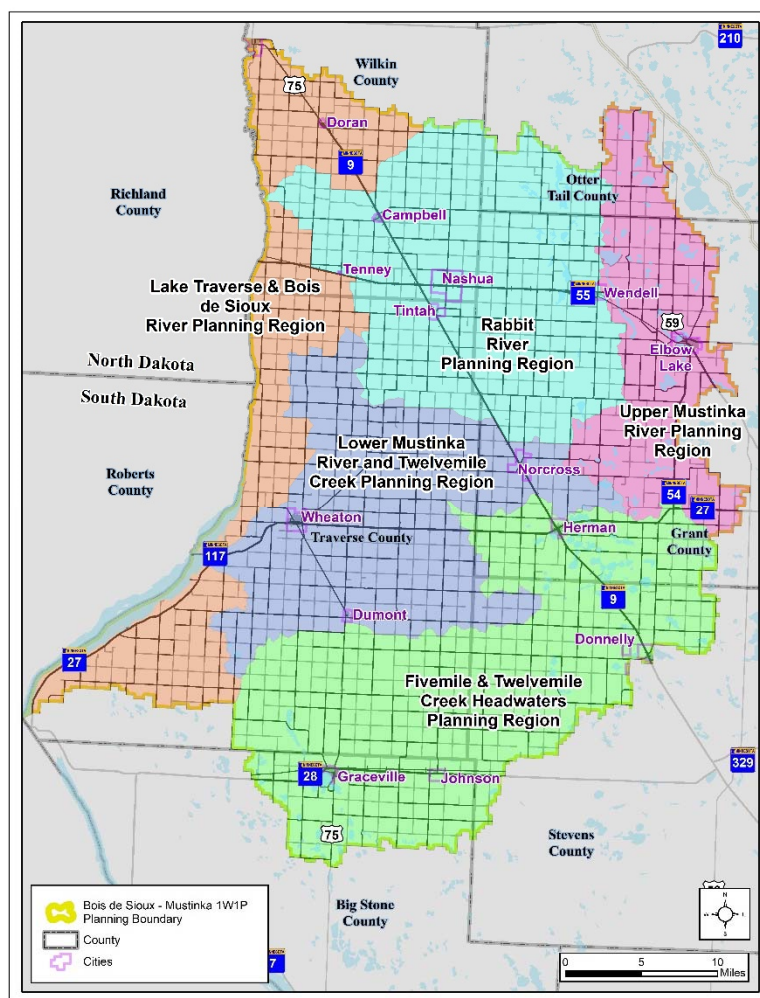 210
Wilkin
County
75
Doran
9
Otter
Tail County
Richland
County
Campbell
Tenney
Nashua
Lake Traverse & Bois
de Sioux
River Planning Region
55
Wendell
Tintah
59
Rabbit
River
Planning Region
Elbow
Lake
North Dakota
South Dakota
Upper Mustinka
River Planning
Region
Lower Mustinka
River and Twelvemile
Creek Planning Region
Norcross
Roberts
County
54
27
Wheaton
Herman
Traverse County
Grant
County
117
9
Dumont
Donnelly
27
Fivemile & Twelvemile
Creek Headwaters
Planning Region
329
28
Graceville
Johnson
75
Stevens
County
Bois de Sioux - Mustinka 1W1P
Planning Boundary
County
Cities
Big Stone
County
7
N
S
0 5 10
Miles